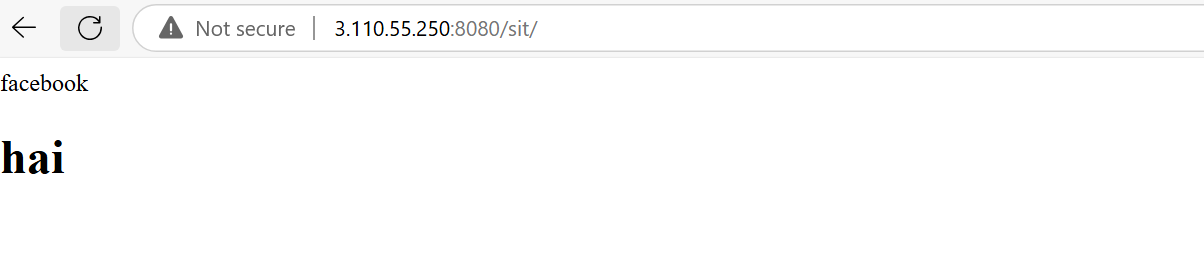 Not secure | 3.110.55.250:8080/sit/
facebook
hai